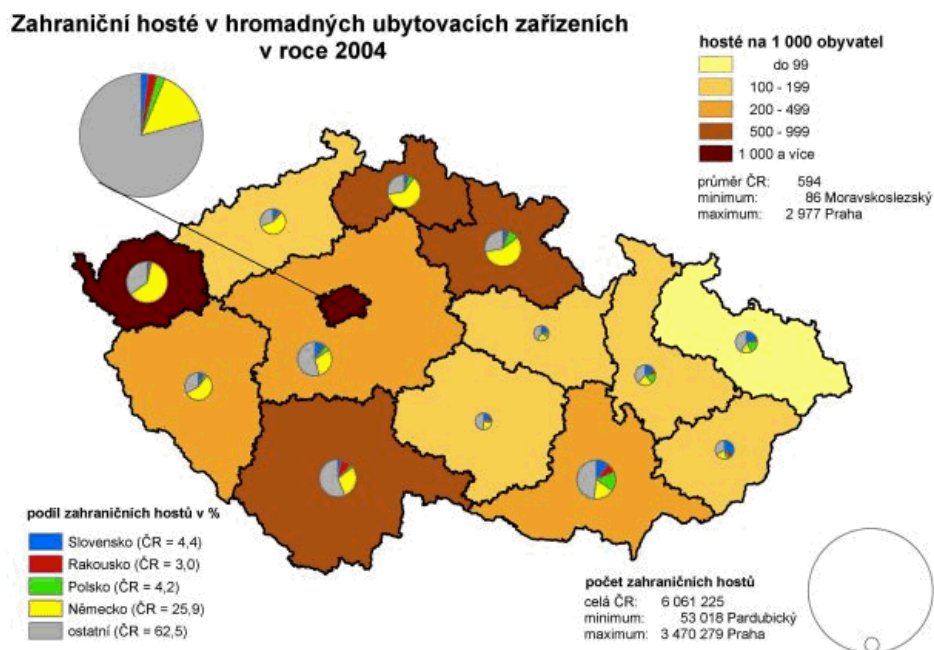 Zahraniční hosté v hromadných ubytovacích zařízeních
v roce 2004
hosté na 1 000 obyvatel
do 99
100 - 199
200 - 499
500 - 999
1 000 a více
průměr ČR: 594
minimum: 86 Moravskoslezský
maximum: 2 977 Praha
podil zahraničních hostů v %
Slovensko (ČR = 4,4)
Rakousko (ČR = 3,0)
Polsko (ČR = 4,2)
Německo (ČR = 25,9)
ostatní (ČR = 62,5)
počet zahraničních hostů
celá ČR: 6 061 225
minimum: 53 018 Pardubický
maximum: 3 470 279 Praha